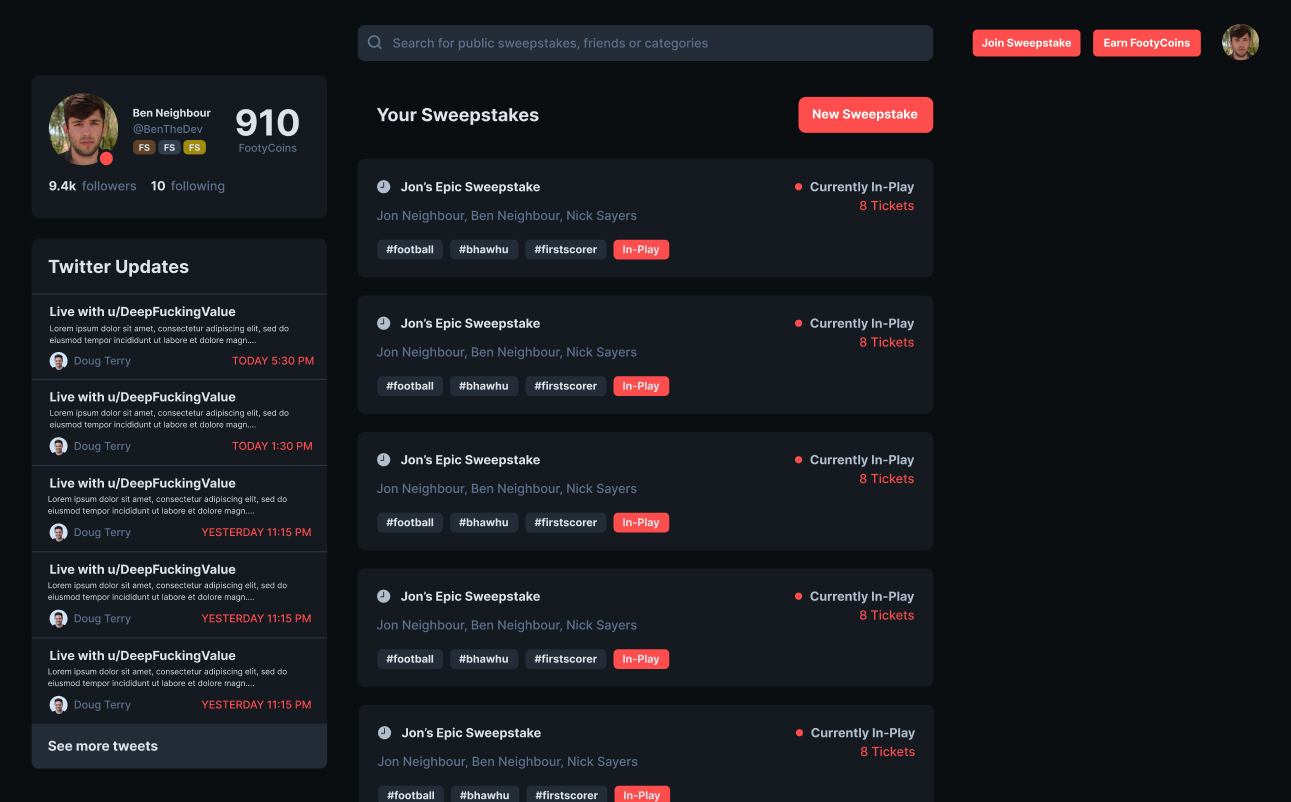 Search for public sweepstakes, friends or categories
Join Sweepstake
Earn FootyCoins
Ben Neighbour
@BenTheDev
FS FS FS
910
FootyCoins
9.4k followers 10 following
Twitter Updates
Live with u/DeepFuckingValue
Lorem ipsum dolor sit amet, consectetur adipiscing elit, sed do
eiusmod tempor incididunt ut labore et dolore magn....
Doug Terry TODAY 5:30 PM
Live with u/DeepFuckingValue
Lorem ipsum dolor sit amet, consectetur adipiscing elit, sed do
eiusmod tempor incididunt ut labore et dolore magn....
Doug Terry TODAY 1:30 PM
Live with u/DeepFuckingValue
Lorem ipsum dolor sit amet, consectetur adipiscing elit, sed do
eiusmod tempor incididunt ut labore et dolore magn....
Doug Terry YESTERDAY 11:15 PM
Live with u/DeepFuckingValue
Lorem ipsum dolor sit amet, consectetur adipiscing elit, sed do
eiusmod tempor incididunt ut labore et dolore magn....
Doug Terry YESTERDAY 11:15 PM
Live with u/DeepFuckingValue
Lorem ipsum dolor sit amet, consectetur adipiscing elit, sed do
eiusmod tempor incididunt ut labore et dolore magn....
Doug Terry YESTERDAY 11:15 PM
See more tweets
Your Sweepstakes
New Sweepstake
Jon’s Epic Sweepstake Currently In-Play
8 Tickets
Jon Neighbour, Ben Neighbour, Nick Sayers
#football #bhawhu #firstscorer In-Play
Jon’s Epic Sweepstake Currently In-Play
8 Tickets
Jon Neighbour, Ben Neighbour, Nick Sayers
#football #bhawhu #firstscorer In-Play
Jon’s Epic Sweepstake Currently In-Play
8 Tickets
Jon Neighbour, Ben Neighbour, Nick Sayers
#football #bhawhu #firstscorer In-Play
Jon’s Epic Sweepstake Currently In-Play
8 Tickets
Jon Neighbour, Ben Neighbour, Nick Sayers
#football #bhawhu #firstscorer In-Play
Jon’s Epic Sweepstake Currently In-Play
8 Tickets
Jon Neighbour, Ben Neighbour, Nick Sayers
#football #bhawhu #firstscorer In-Play